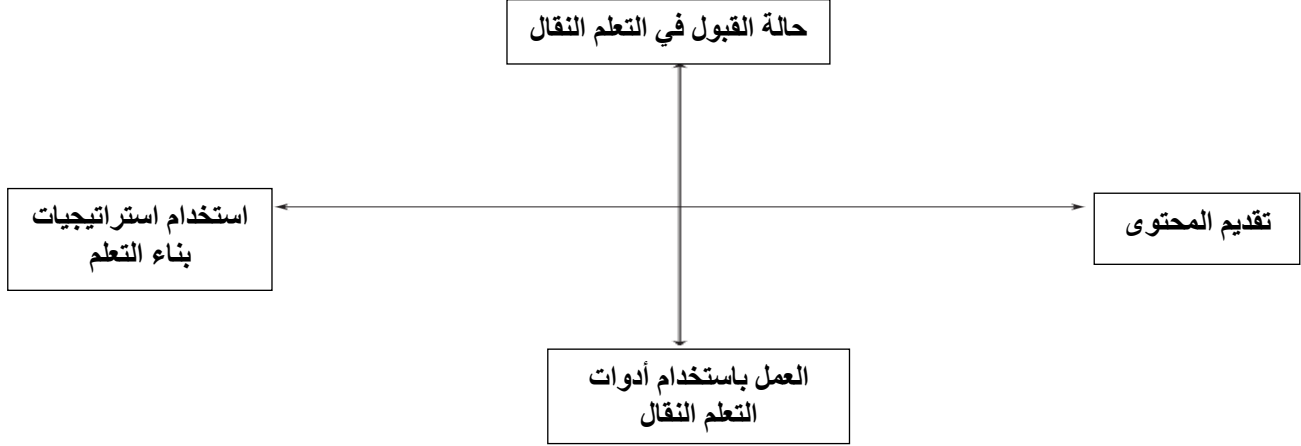 حالة القبول في التعلم النقال
استخدام استراتيجيات
بناء التعلم
تقديم المحتوى
العمل باستخدام أدوات
التعلم النقال